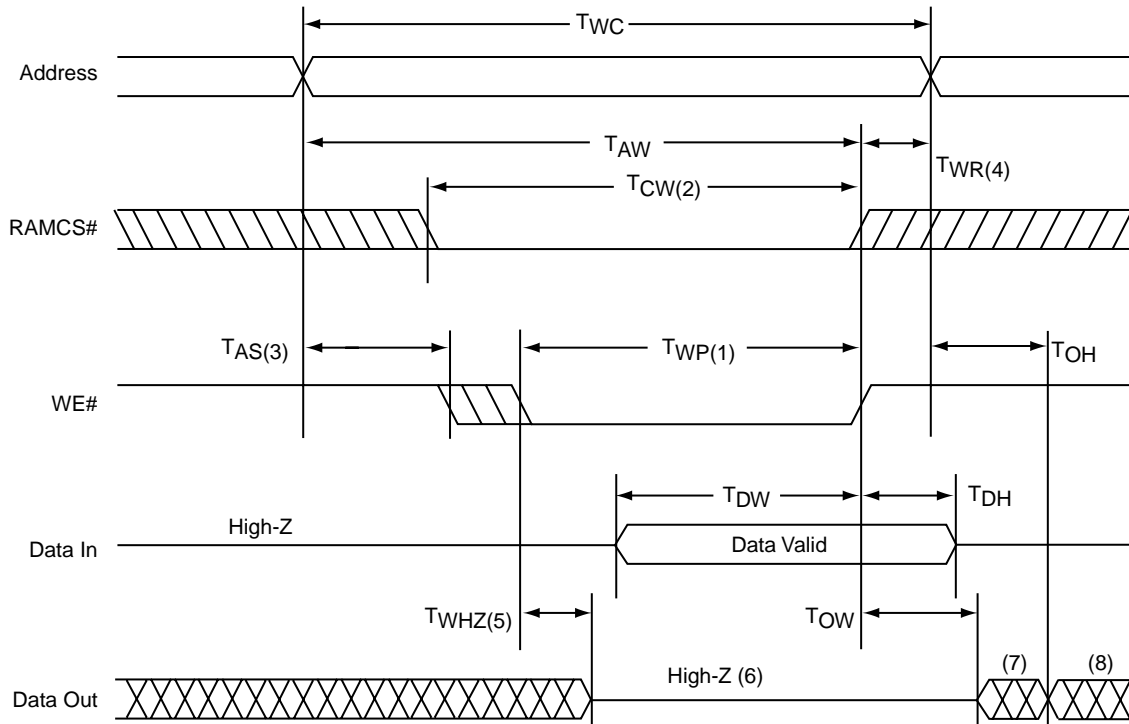 TWC
Address
TAW
TWR(4)
TCW(2)
RAMCS#
TAS(3)
TWP(1)
TOH
WE#
TDW
TDH
High-Z
Data In
Data Valid
TWHZ(5)
TOW
(7)
(8)
High-Z (6)
Data Out